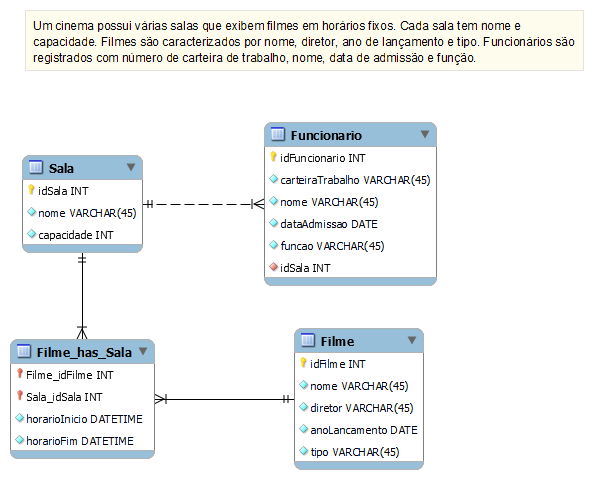 Um cinema possui várias salas que exibem filmes em horários fixos. Cada sala tem nome e
capacidade. Filmes são caracterizados por nome, diretor, ano de lançamento e tipo. Funcionários são
registrados com número de carteira de trabalho, nome, data de admissão e função.
Funcionario
idFuncionario INT
carteiraTrabalho VARCHAR(45)
nome VARCHAR(45)
dataAdmissao DATE
funcao VARCHAR(45)
idSala INT
Sala
idSala INT
nome VARCHAR(45)
capacidade INT
Filme_has_Sala
Filme_idFilme INT
Sala_idSala INT
horarioInicio DATETIME
horarioFim DATETIME
Filme
idFilme INT
nome VARCHAR(45)
diretor VARCHAR(45)
anoLancamento DATE
tipo VARCHAR(45)